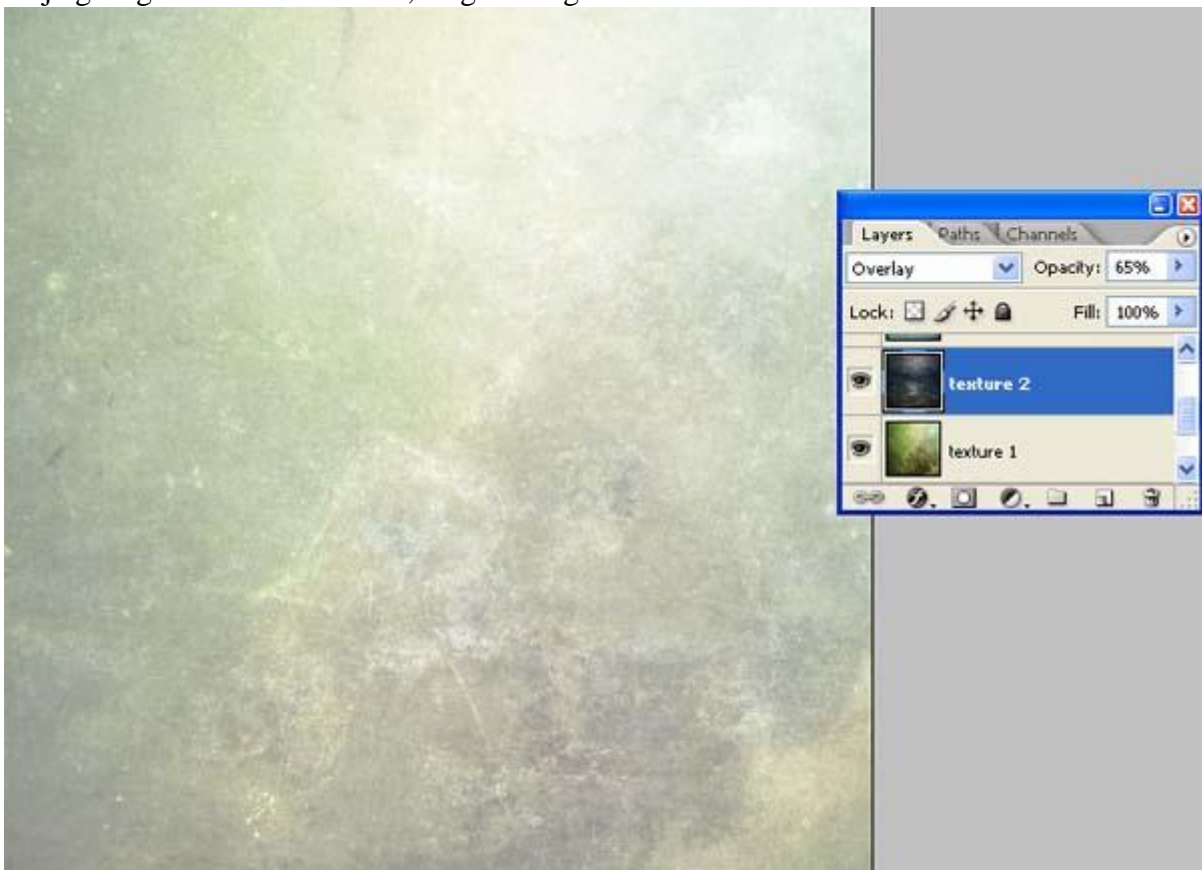 Layers Paths Channels
Overlay Opacity: 65%
Lock: Fill: 100%
texture 2
texture 1